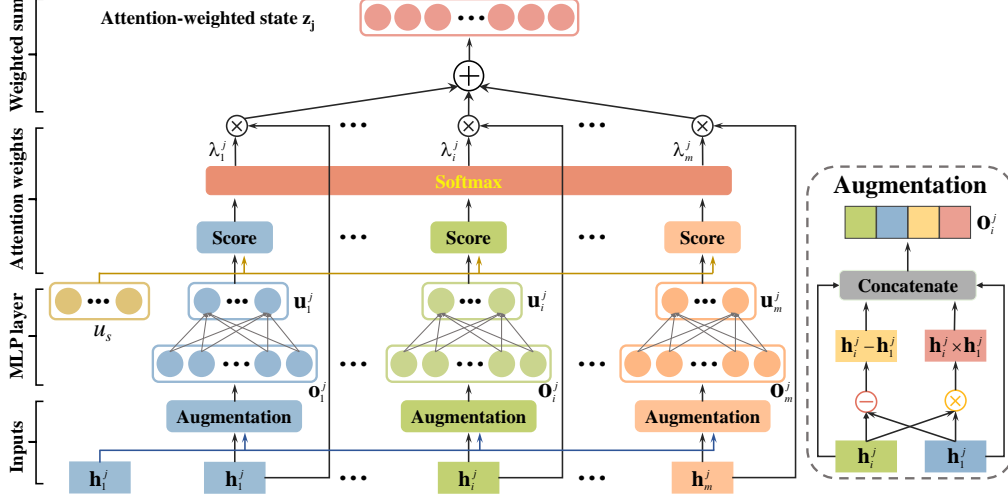 Attention-weighted state z_j
Weighted sum
••• •••
λ_1^j λ_i^j λ_m^j
Attention weights
Softmax
Score ••• Score ••• Score
MLP layer
u_s
u_1^j u_i^j u_m^j
o_1^j o_i^j o_m^j
Inputs
Augmentation Augmentation Augmentation
h_1^j h_1^j ••• h_i^j ••• h_m^j
Augmentation
o_i^j
Concatenate
h_i^j − h_1^j h_i^j × h_1^j
h_i^j h_1^j